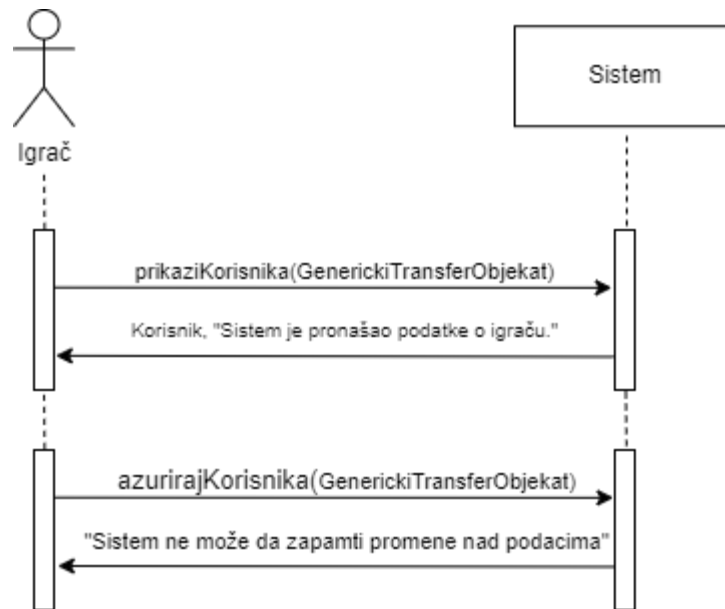 Sistem
Igrač
prikaziKorisnika(GenerickiTransferObjekat)
Korisnik, "Sistem je pronašao podatke o igraču."
azurirajKorisnika(GenerickiTransferObjekat)
"Sistem ne može da zapamti promene nad podacima"